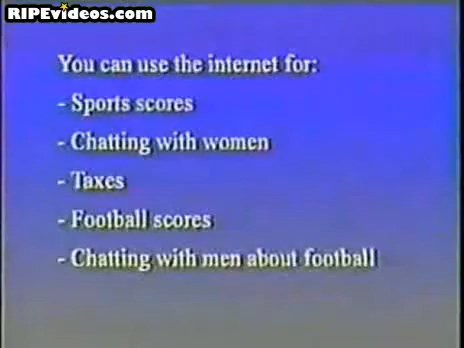 RIPEvideos.com
You can use the internet for:
- Sports scores
- Chatting with women
- Taxes
- Football scores
- Chatting with men about football